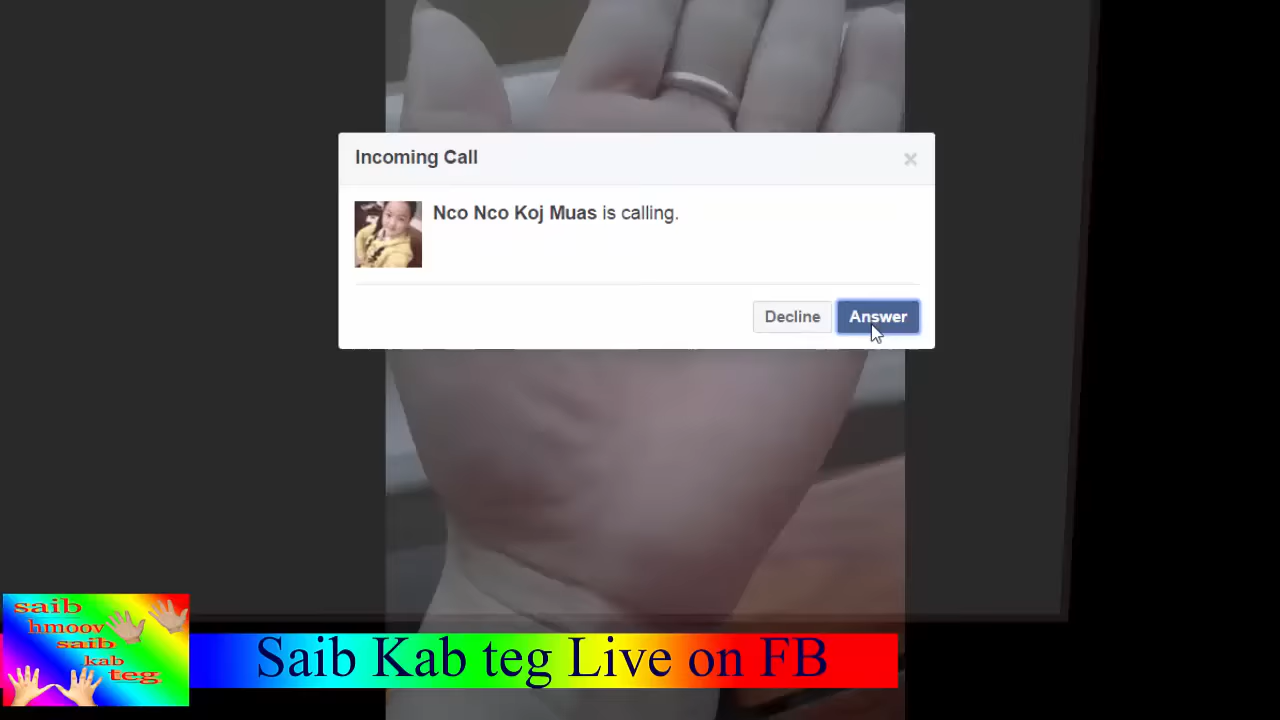 Incoming Call
Nco Nco Koj Muas is calling.
Decline
Answer
saib
hmoov
saib
kab
teg
Saib Kab teg Live on FB